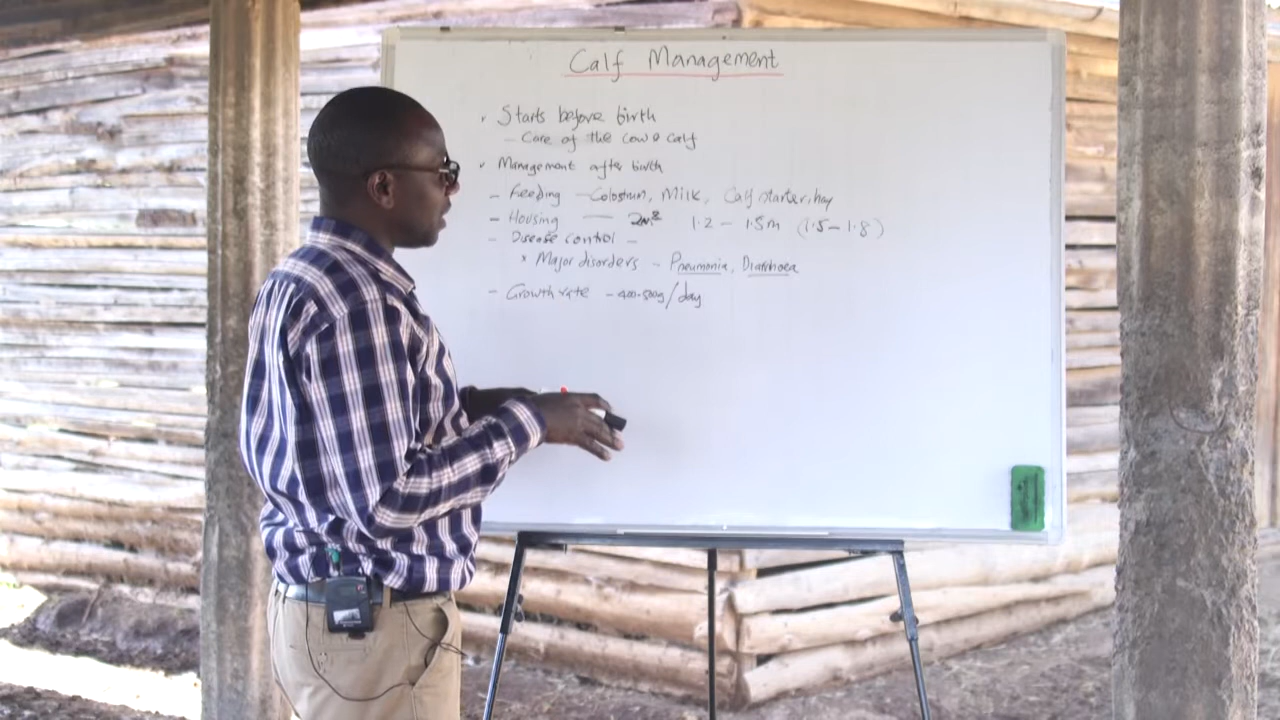 Calf Management
Starts before birth
- Care of the cow & calf
Management after birth
- Feeding - Colostrum, Milk, Calf starter, hay
- Housing — 2m² 1.2 - 1.5m (1.5-1.8)
- Disease control -
x Major disorders - Pneumonia, Diarrhoea
- Growth rate - 400-500g/day